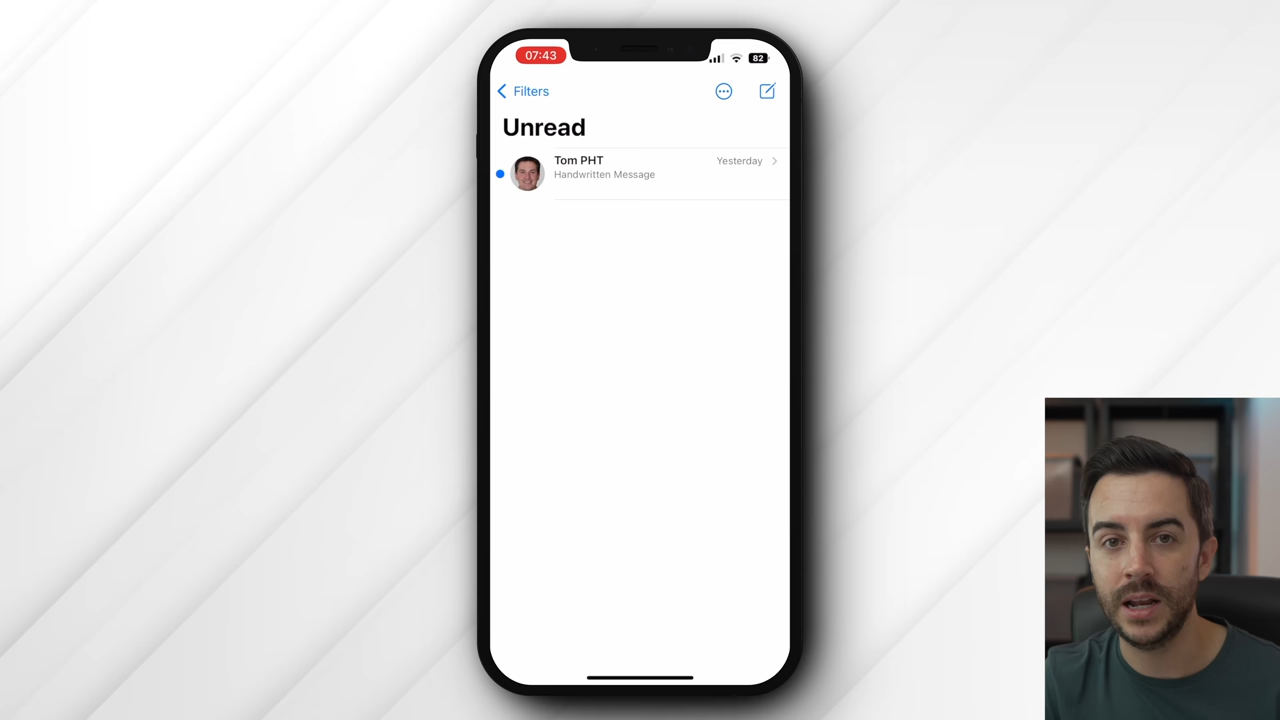 07:43
82
Filters
Unread
Tom PHT
Yesterday
Handwritten Message